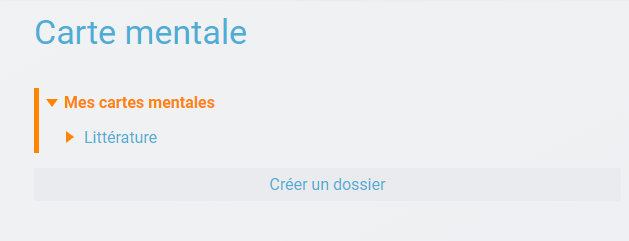 Carte mentale
Mes cartes mentales
Littérature
Créer un dossier